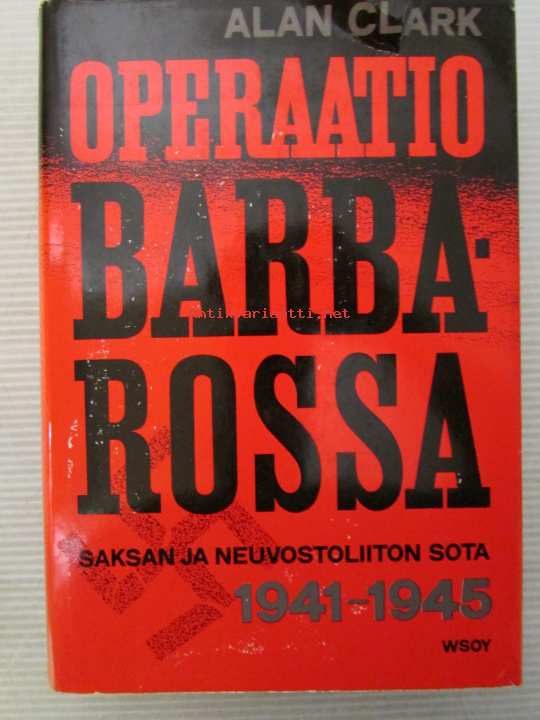 ALAN CLARK
OPERAATIO
BARBA-
antikvariaatti.net
ROSSA
SAKSAN JA NEUVOSTOLIITON SOTA
1941-1945
WSOY